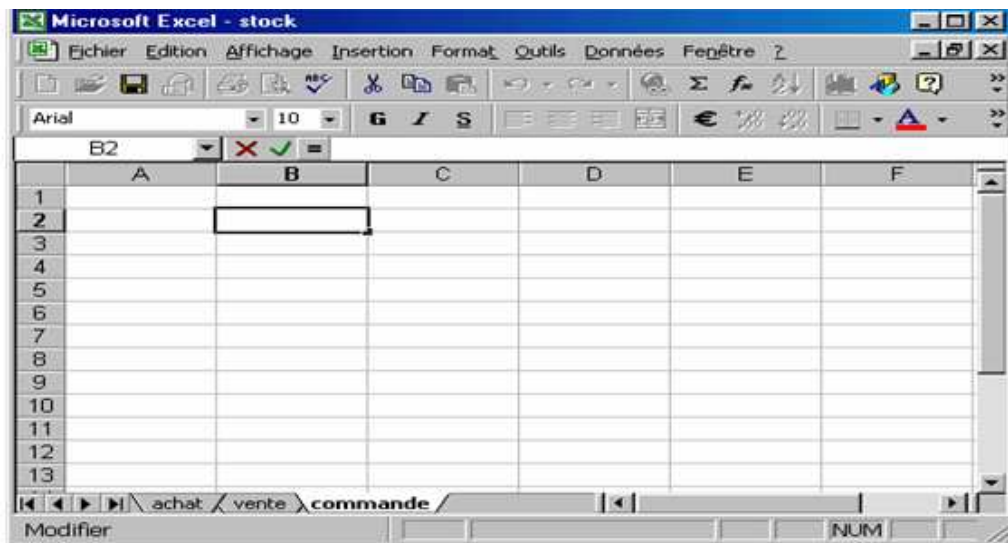 Microsoft Excel - stock
Fichier Edition Affichage Insertion Format Outils Données Fenêtre ?
ABC Σ f
Arial 10 G I S € A
B2 =
A B C D E F
1
2
3
4
5
6
7
8
9
10
11
12
13
achat vente commande
Modifier NUM